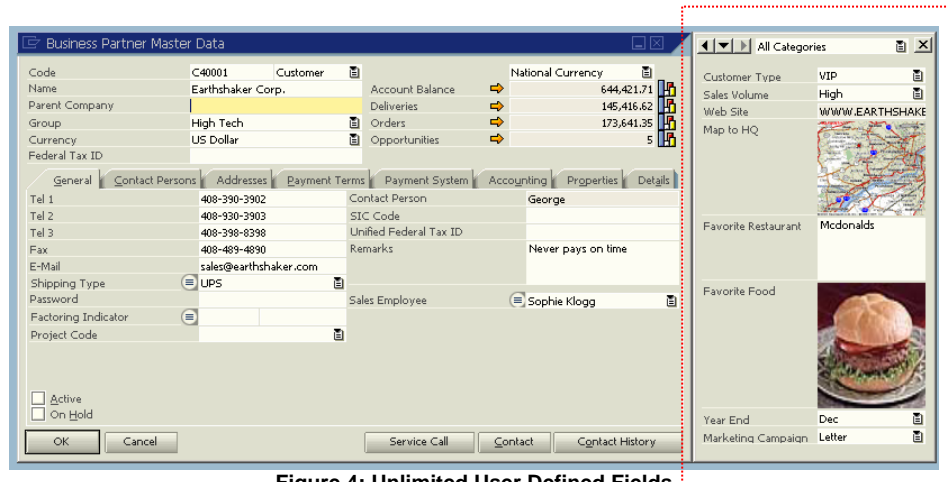 Business Partner Master Data
Code C40001 Customer National Currency
Name Earthshaker Corp. Account Balance 644,421.71
Parent Company Deliveries 145,416.62
Group High Tech Orders 173,641.35
Currency US Dollar Opportunities 5
Federal Tax ID
General Contact Persons Addresses Payment Terms Payment System Accounting Properties Details
Tel 1 408-390-3902 Contact Person George
Tel 2 408-930-3903 SIC Code
Tel 3 408-398-8398 Unified Federal Tax ID
Fax 408-489-4890 Remarks Never pays on time
E-Mail sales@earthshaker.com
Shipping Type UPS
Password Sales Employee Sophie Klogg
Factoring Indicator
Project Code
Active
On Hold
OK Cancel Service Call Contact Contact History
All Categories
Customer Type VIP
Sales Volume High
Web Site WWW.EARTHSHAKE
Map to HQ
Favorite Restaurant Mcdonalds
Favorite Food
Year End Dec
Marketing Campaign Letter
Figure 4: Unlimited User Defined Fields